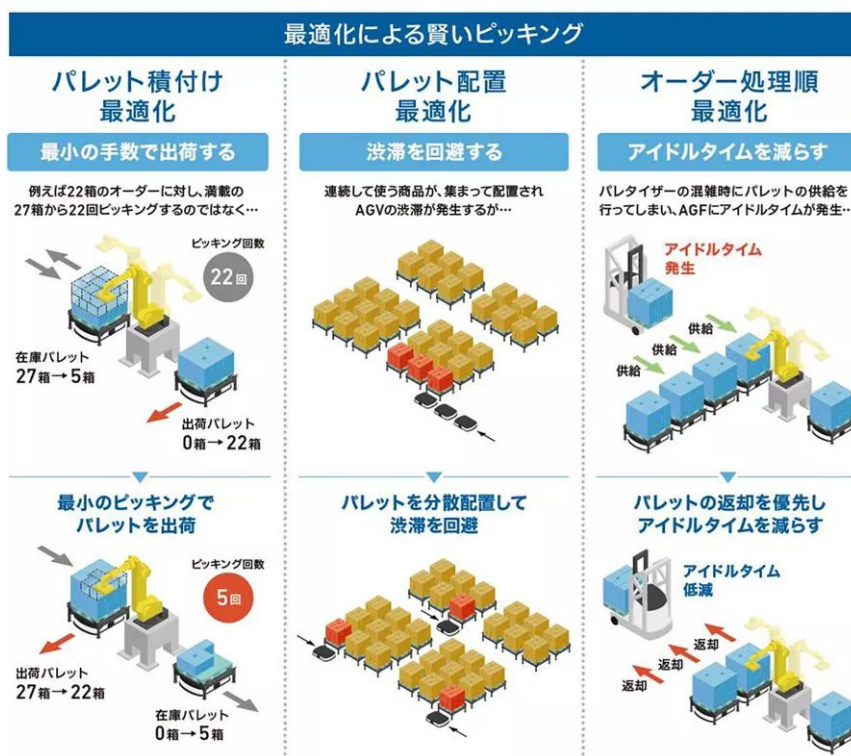 最適化による賢いピッキング
パレット積付け
最適化
最小の手数で出荷する
例えば22箱のオーダーに対し、満載の
27箱から22回ピッキングするのではなく…
ピッキング回数
22回
在庫パレット
27箱→5箱
出荷パレット
0箱→22箱
最小のピッキングで
パレットを出荷
ピッキング回数
5回
出荷パレット
27箱→22箱
在庫パレット
0箱→5箱
パレット配置
最適化
渋滞を回避する
連続して使う商品が、集まって配置され
AGVの渋滞が発生するが…
パレットを分散配置して
渋滞を回避
オーダー処理順
最適化
アイドルタイムを減らす
パレタイザーの混雑時にパレットの供給を
行ってしまい、AGFにアイドルタイムが発生…
アイドルタイム
発生
供給
供給
供給
パレットの返却を優先し
アイドルタイムを減らす
アイドルタイム
低減
返却
返却
返却